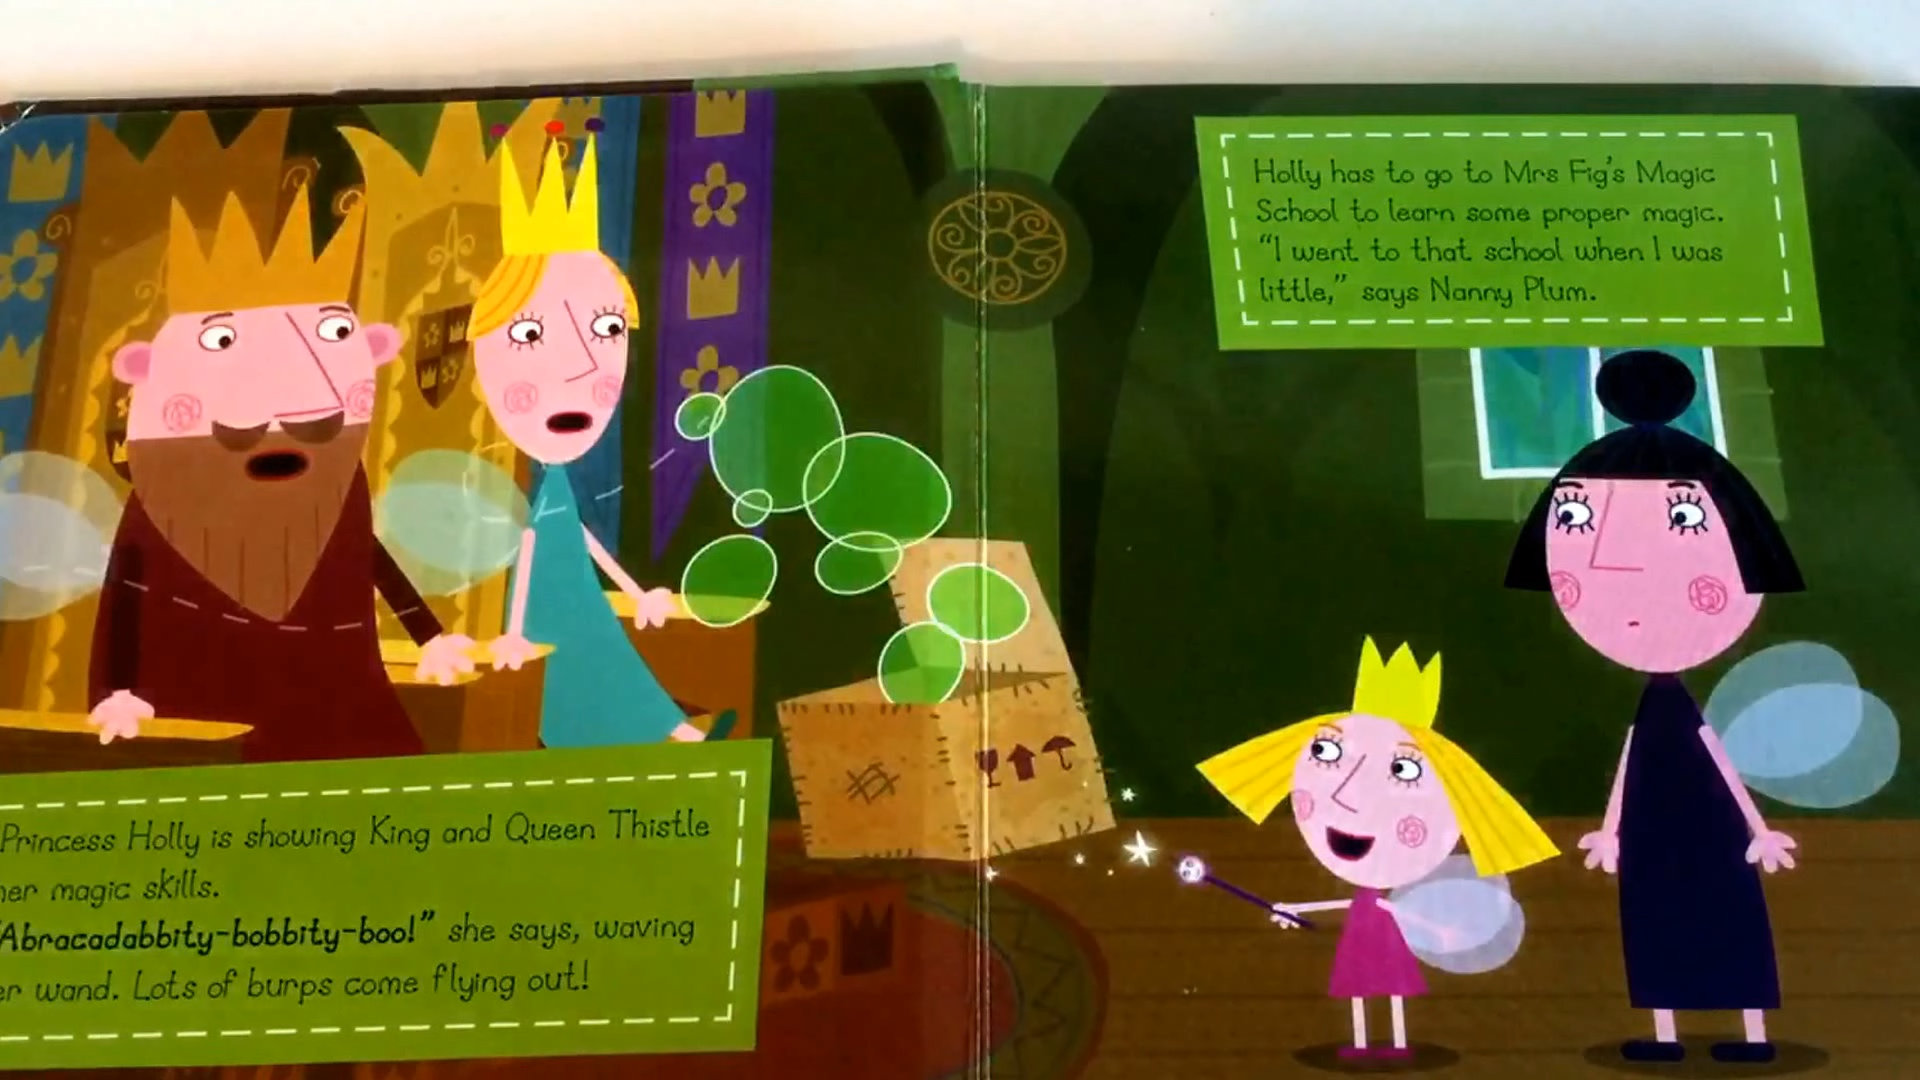 Princess Holly is showing King and Queen Thistle
magic skills.
Abracadabbity-bobbity-boo!” she says, waving
wand. Lots of burps come flying out!
Holly has to go to Mrs Fig’s Magic
School to learn some proper magic.
“I went to that school when I was
little,” says Nanny Plum.